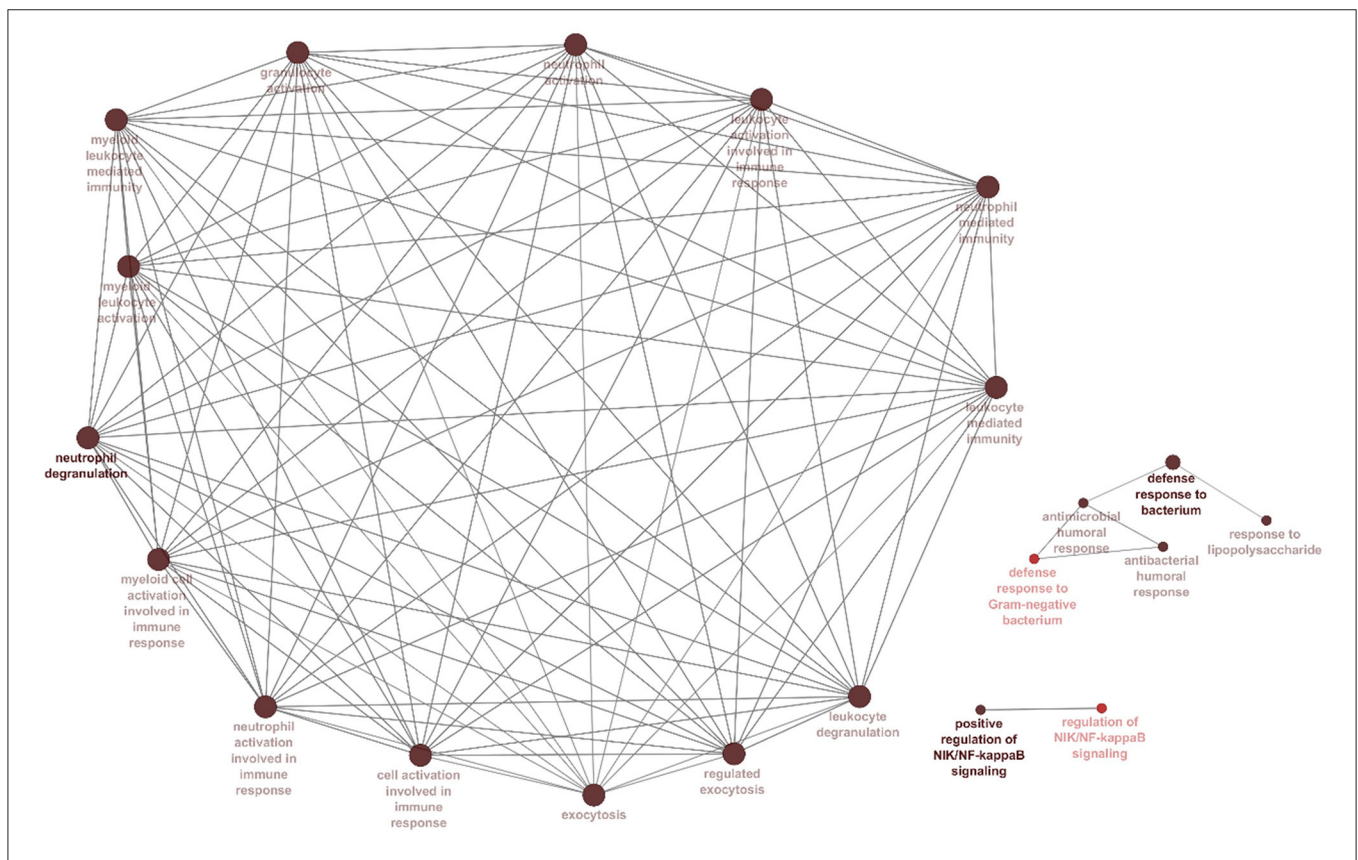 granulocyte
activation
neutrophil
activation
leukocyte
activation
involved in
immune
response
myeloid
leukocyte
mediated
immunity
neutrophil
mediated
immunity
myeloid
leukocyte
activation
leukocyte
mediated
immunity
neutrophil
degranulation
defense
response to
bacterium
antimicrobial
humoral
response
response to
lipopolysaccharide
antibacterial
humoral
response
defense
response to
Gram-negative
bacterium
myeloid cell
activation
involved in
immune
response
neutrophil
activation
involved in
immune
response
cell activation
involved in
immune
response
exocytosis
regulated
exocytosis
leukocyte
degranulation
positive
regulation of
NIK/NF-kappaB
signaling
regulation of
NIK/NF-kappaB
signaling